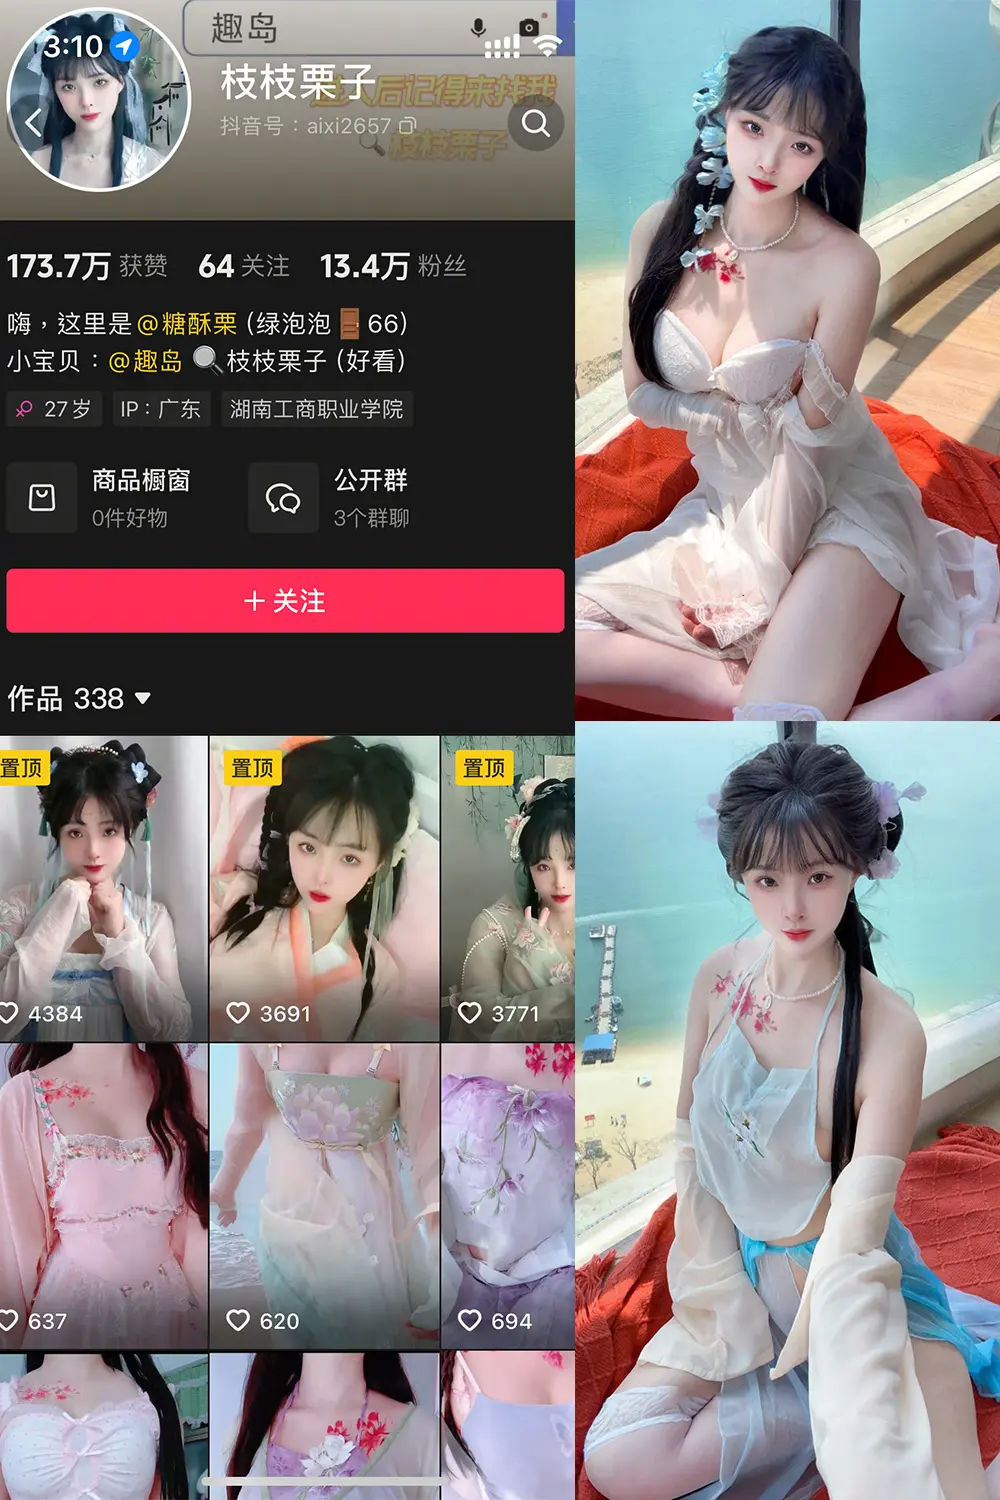 趣岛
3:10
枝枝栗子
进入后记得来找我
抖音号：aixi2657
枝枝栗子
173.7万 获赞 64 关注 13.4万 粉丝
嗨，这里是 @糖酥栗 (绿泡泡🚪66)
小宝贝：@趣岛 🔍枝枝栗子 (好看)
27岁 IP：广东 湖南工商职业学院
商品橱窗 公开群
0件好物 3个群聊
+ 关注
作品 338
置顶 置顶 置顶
4384 3691 3771
637 620 694